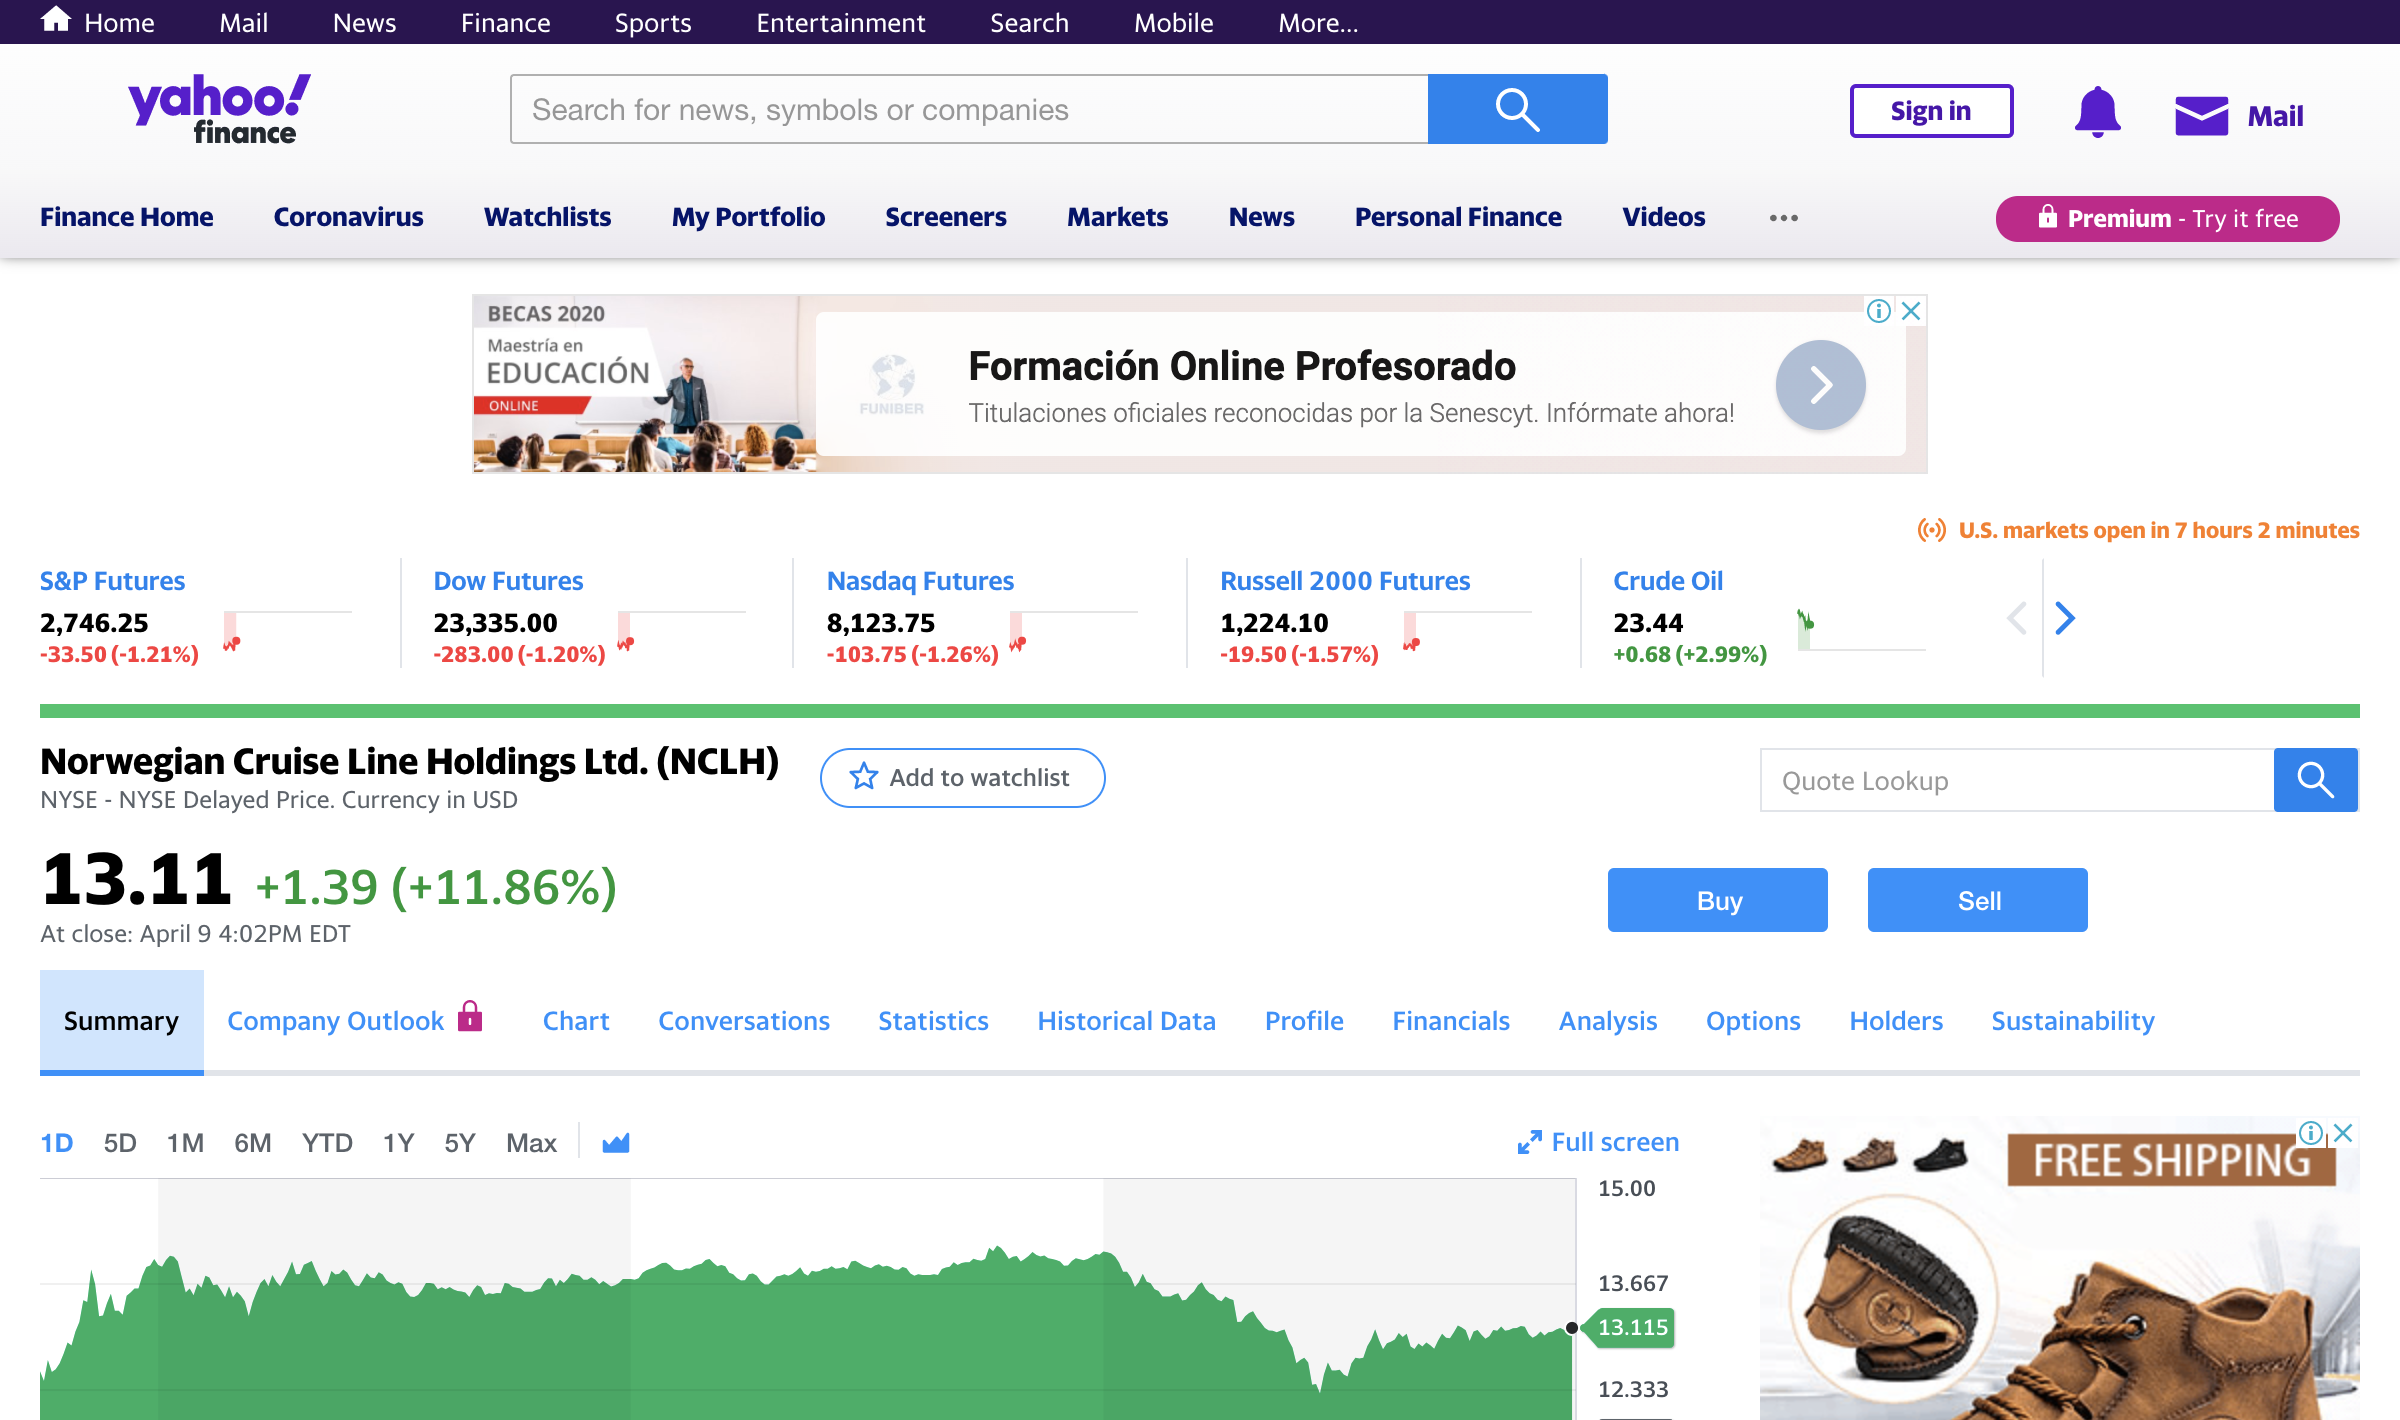 Home Mail News Finance Sports Entertainment Search Mobile More...
yahoo!
finance
Search for news, symbols or companies
Sign in
Mail
Finance Home Coronavirus Watchlists My Portfolio Screeners Markets News Personal Finance Videos ...
Premium - Try it free
BECAS 2020
Maestría en
EDUCACIÓN
ONLINE
FUNIBER
Formación Online Profesorado
Titulaciones oficiales reconocidas por la Senescyt. Infórmate ahora!
U.S. markets open in 7 hours 2 minutes
S&P Futures
2,746.25
-33.50 (-1.21%)
Dow Futures
23,335.00
-283.00 (-1.20%)
Nasdaq Futures
8,123.75
-103.75 (-1.26%)
Russell 2000 Futures
1,224.10
-19.50 (-1.57%)
Crude Oil
23.44
+0.68 (+2.99%)
Norwegian Cruise Line Holdings Ltd. (NCLH)
NYSE - NYSE Delayed Price. Currency in USD
Add to watchlist
Quote Lookup
13.11 +1.39 (+11.86%)
At close: April 9 4:02PM EDT
Buy
Sell
Summary Company Outlook Chart Conversations Statistics Historical Data Profile Financials Analysis Options Holders Sustainability
1D 5D 1M 6M YTD 1Y 5Y Max
Full screen
15.00
13.667
13.115
12.333
FREE SHIPPING